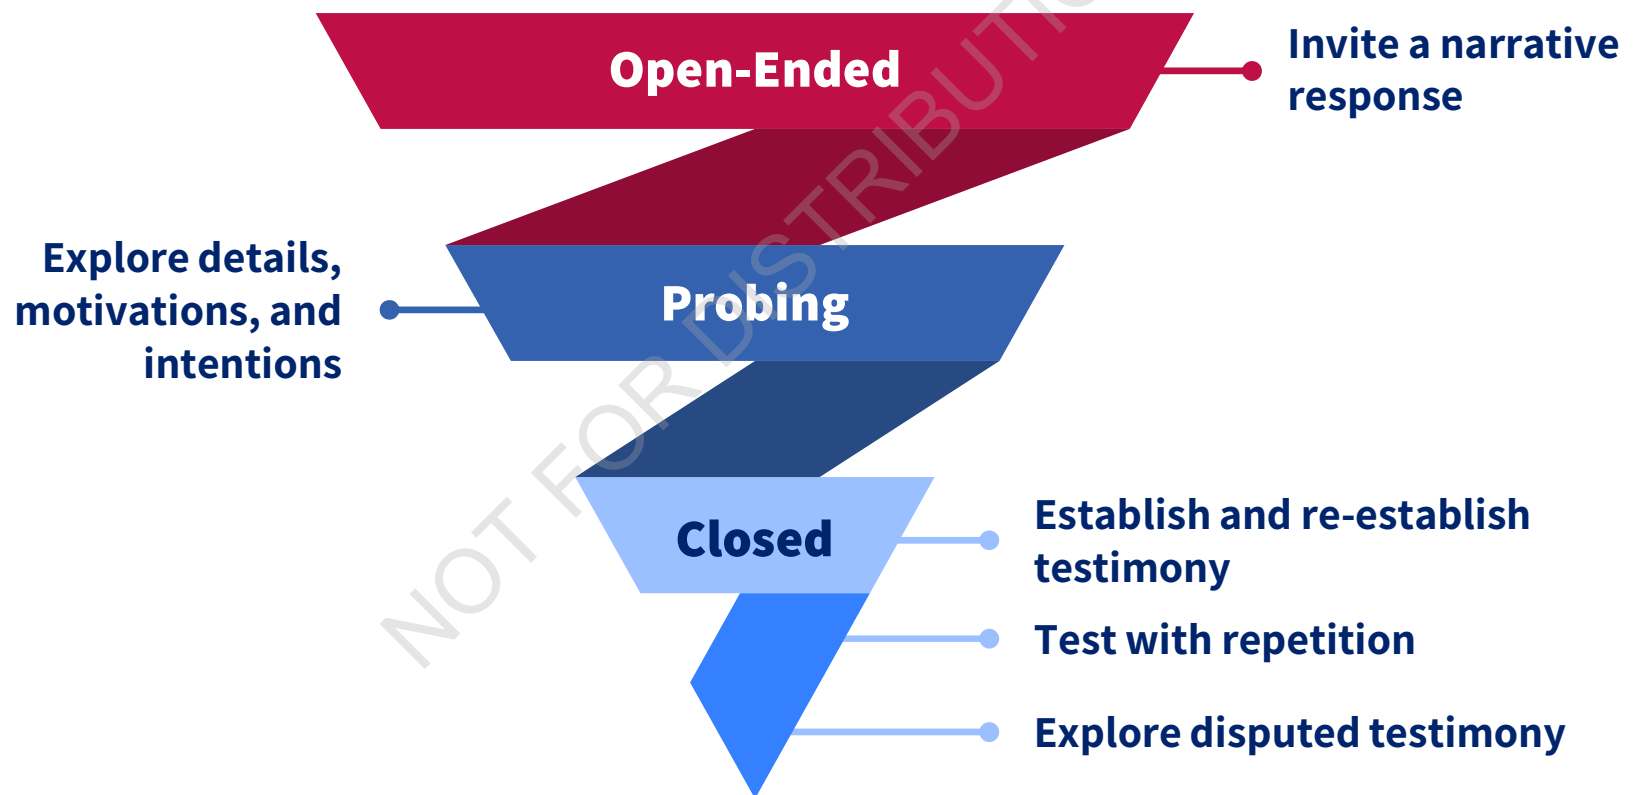 Open-Ended
Invite a narrative
response
Explore details,
motivations, and
intentions
Probing
Closed
Establish and re-establish
testimony
Test with repetition
Explore disputed testimony
NOT FOR DISTRIBUTIO